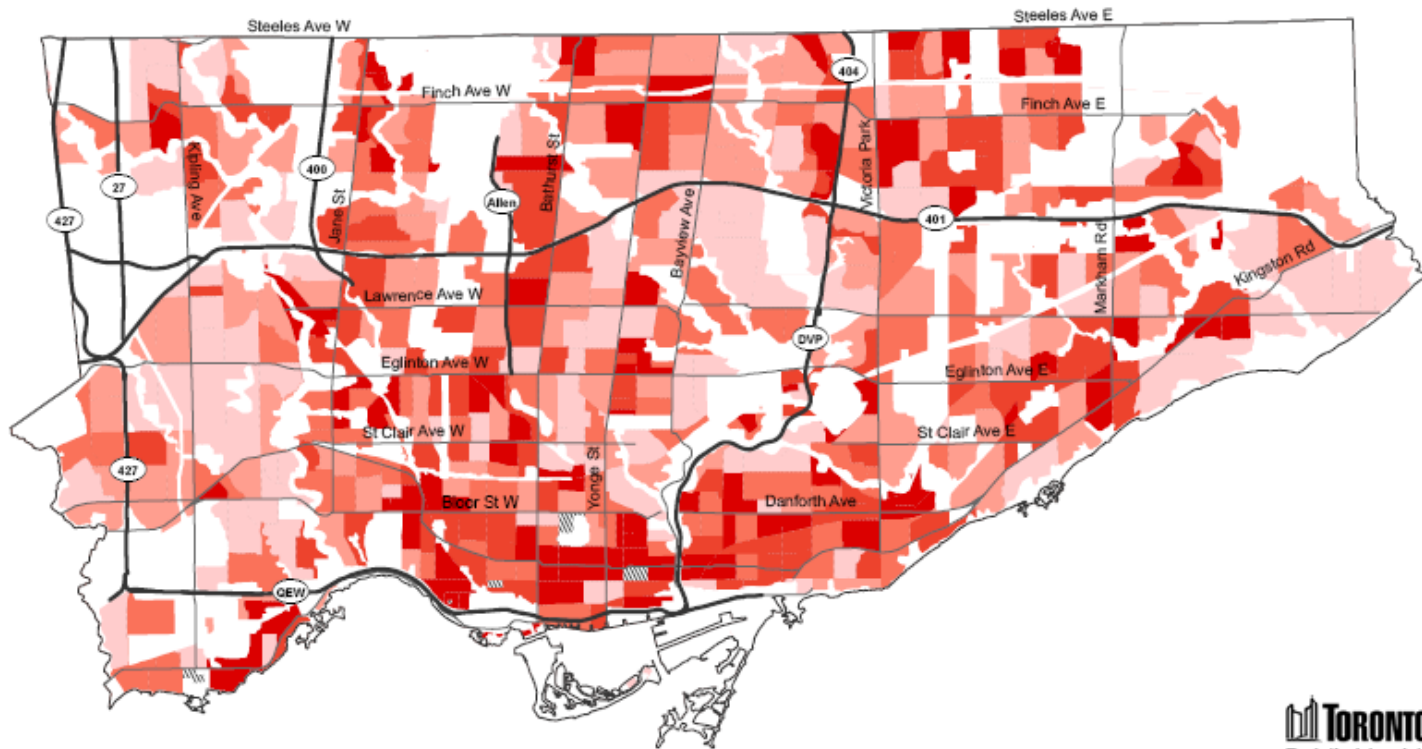 Steeles Ave W
Steeles Ave E
404
Finch Ave W
Finch Ave E
Kipling Ave
400
27
427
Jane St
Allen
Bathurst St
Bayview Ave
Victoria Park
401
Markham Rd
Kingston Rd
Lawrence Ave W
DVP
Eglinton Ave W
Eglinton Ave E
St Clair Ave W
St Clair Ave E
427
Yonge St
Bloor St W
Danforth Ave
QEW
TORONTO